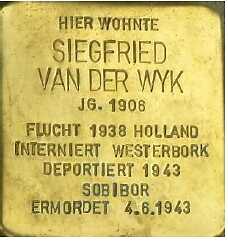 HIER WOHNTE
SIEGFRIED
VAN DER WYK
JG. 1906
FLUCHT 1938 HOLLAND
INTERNIERT WESTERBORK
DEPORTIERT 1943
SOBIBOR
ERMORDET 4.6.1943